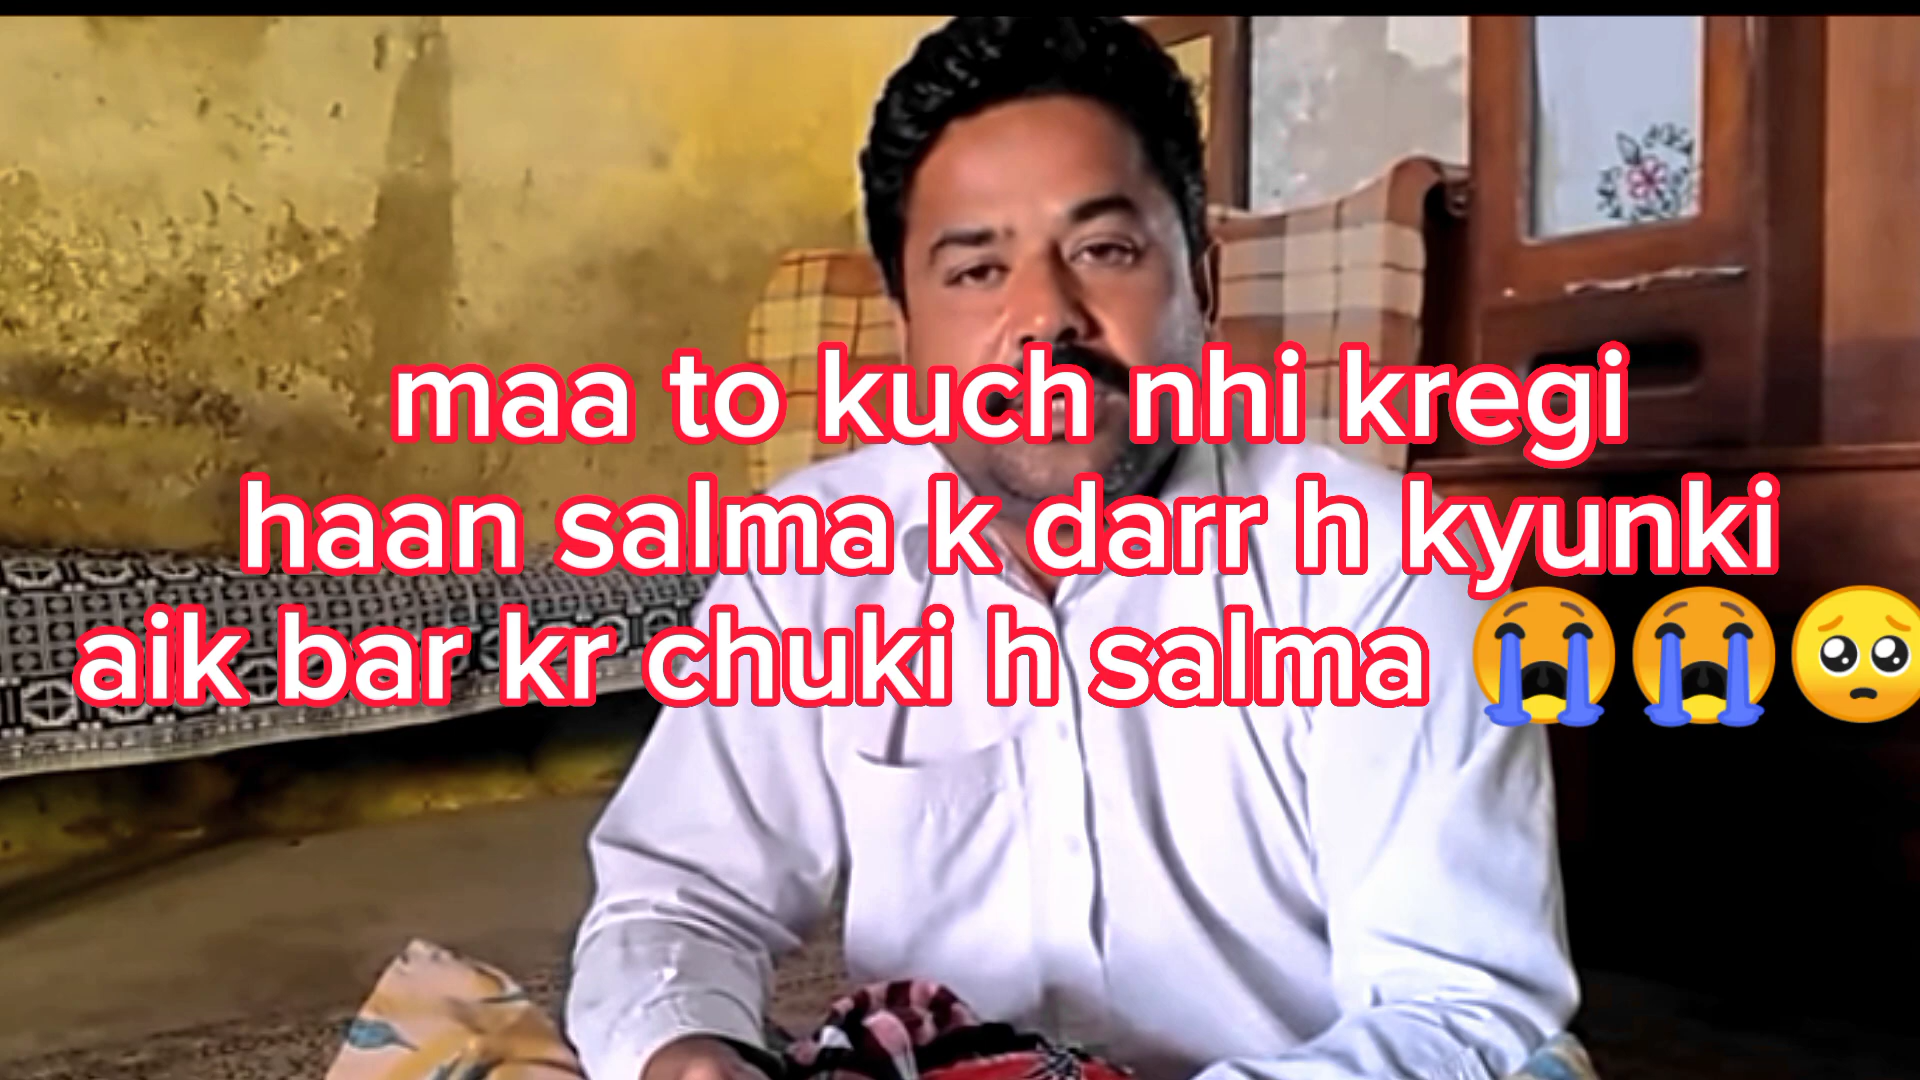 maa to kuch nhi kregi
haan salma k darr h kyunki
aik bar kr chuki h salma 😭😭🥺